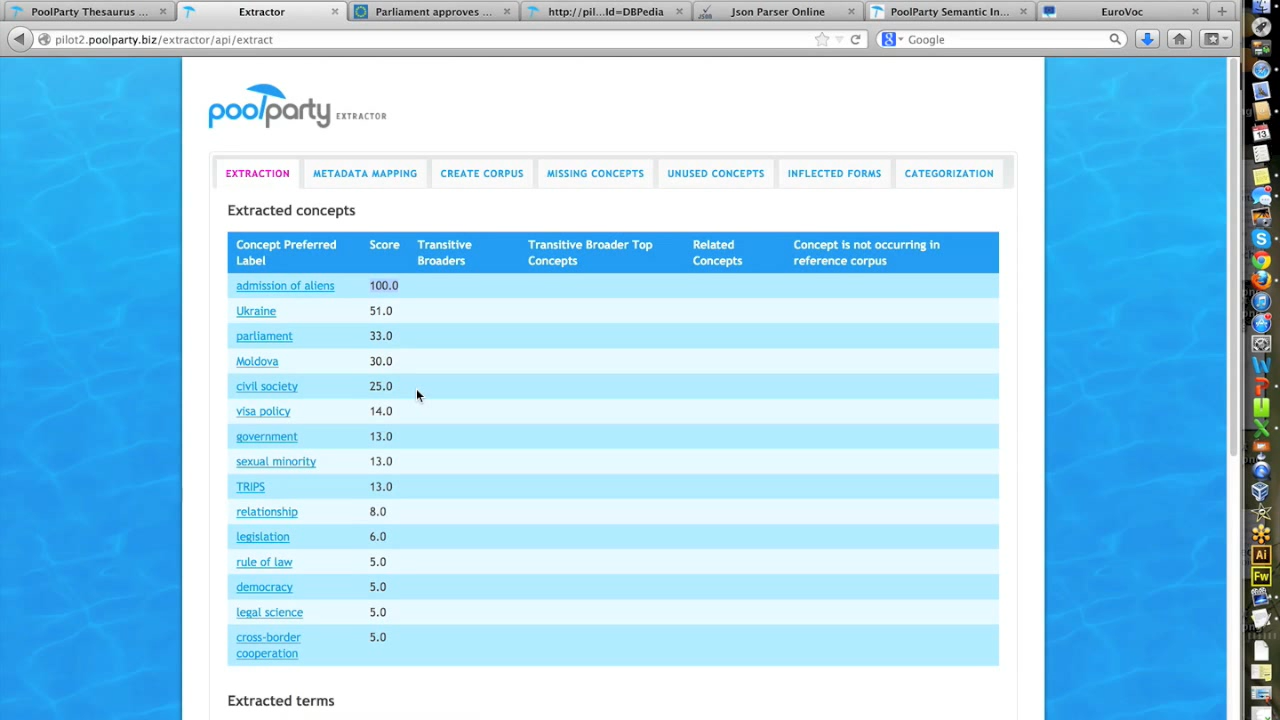 PoolParty Thesaurus ...
Extractor
Parliament approves ...
http://pil...Id=DBPedia
Json Parser Online
PoolParty Semantic In...
EuroVoc
pilot2.poolparty.biz/extractor/api/extract
Google
poolparty EXTRACTOR
EXTRACTION
METADATA MAPPING
CREATE CORPUS
MISSING CONCEPTS
UNUSED CONCEPTS
INFLECTED FORMS
CATEGORIZATION
Extracted concepts
Concept Preferred Label
Score
Transitive Broaders
Transitive Broader Top Concepts
Related Concepts
Concept is not occurring in reference corpus
admission of aliens 100.0
Ukraine 51.0
parliament 33.0
Moldova 30.0
civil society 25.0
visa policy 14.0
government 13.0
sexual minority 13.0
TRIPS 13.0
relationship 8.0
legislation 6.0
rule of law 5.0
democracy 5.0
legal science 5.0
cross-border 5.0
cooperation
Extracted terms
13
Ai
Fw